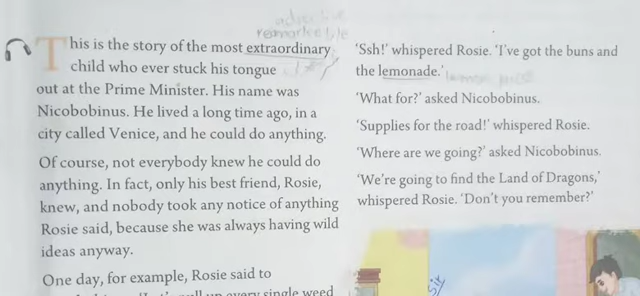 adjective
remarkable
This is the story of the most extraordinary
child who ever stuck his tongue
out at the Prime Minister. His name was
Nicobobinus. He lived a long time ago, in a
city called Venice, and he could do anything.
Of course, not everybody knew he could do
anything. In fact, only his best friend, Rosie,
knew, and nobody took any notice of anything
Rosie said, because she was always having wild
ideas anyway.
One day, for example, Rosie said to
single weed
‘Ssh!’ whispered Rosie. ‘I’ve got the buns and
the lemonade.’
‘What for?’ asked Nicobobinus.
‘Supplies for the road!’ whispered Rosie.
‘Where are we going?’ asked Nicobobinus.
‘We’re going to find the Land of Dragons,’
whispered Rosie. ‘Don’t you remember?’